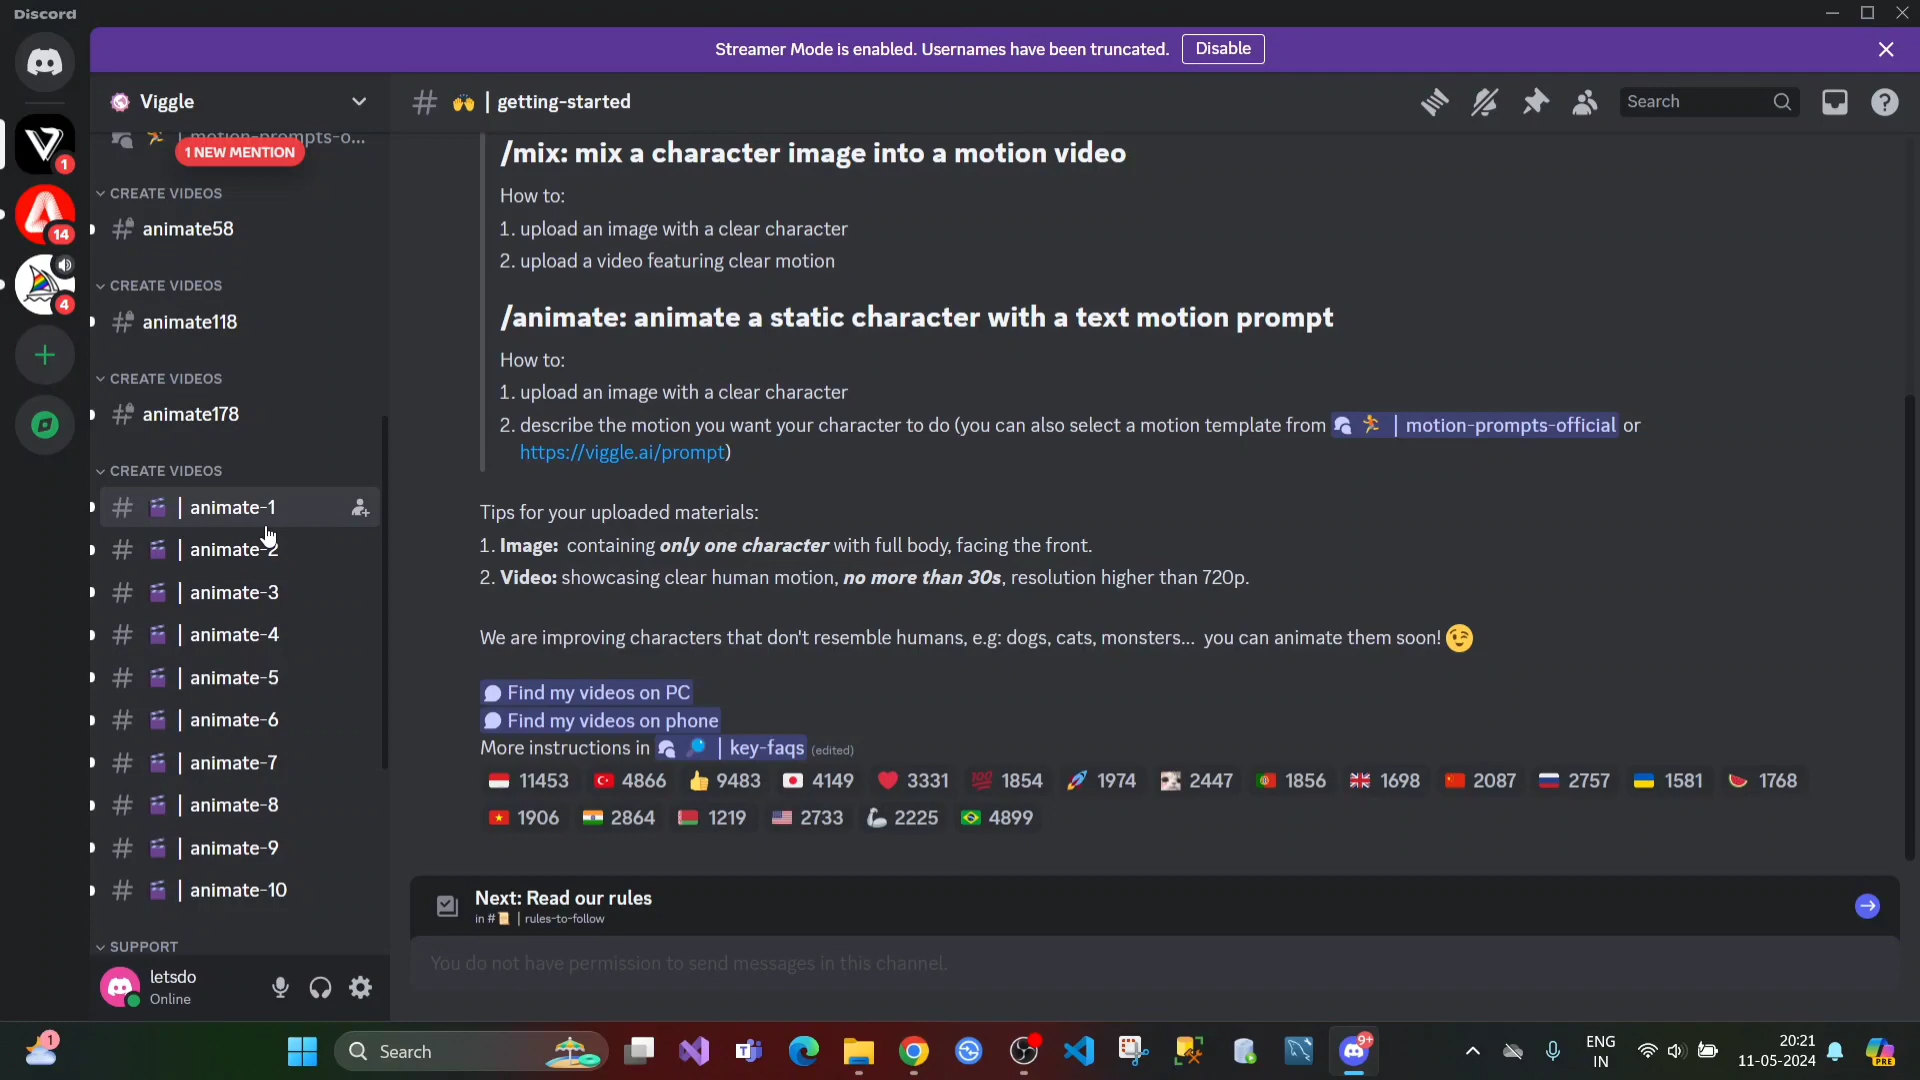 Discord
Streamer Mode is enabled. Usernames have been truncated. Disable
Viggle
🙌 | getting-started
Search
| motion-prompts-o...
1 NEW MENTION
CREATE VIDEOS
animate58
CREATE VIDEOS
animate118
CREATE VIDEOS
animate178
CREATE VIDEOS
| animate-1
| animate-2
| animate-3
| animate-4
| animate-5
| animate-6
| animate-7
| animate-8
| animate-9
| animate-10
SUPPORT
letsdo
Online
1
14
4
/mix: mix a character image into a motion video
How to:
1. upload an image with a clear character
2. upload a video featuring clear motion
/animate: animate a static character with a text motion prompt
How to:
1. upload an image with a clear character
2. describe the motion you want your character to do (you can also select a motion template from | motion-prompts-official or
https://viggle.ai/prompt)
Tips for your uploaded materials:
1. Image: containing only one character with full body, facing the front.
2. Video: showcasing clear human motion, no more than 30s, resolution higher than 720p.
We are improving characters that don't resemble humans, e.g: dogs, cats, monsters... you can animate them soon! 😉
Find my videos on PC
Find my videos on phone
More instructions in | key-faqs (edited)
11453 4866 9483 4149 3331 100 1854 1974 2447 1856 1698 2087 2757 1581 1768
1906 2864 1219 2733 2225 4899
Next: Read our rules
in # | rules-to-follow
You do not have permission to send messages in this channel.
1
Search
9+
ENG
IN
20:21
11-05-2024
PRE